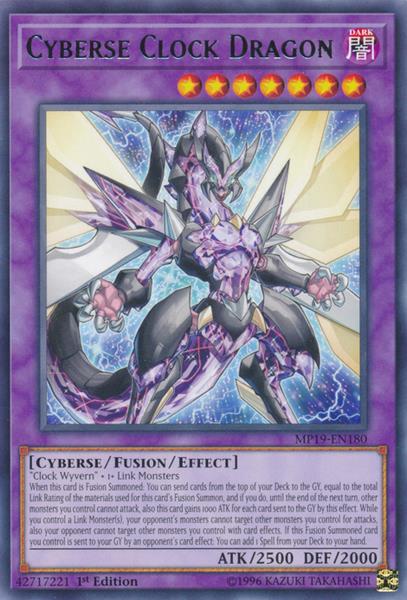 CYBERSE CLOCK DRAGON
DARK
闇
MP19-EN180
[CYBERSE/FUSION/EFFECT]
"Clock Wyvern" + 1+ Link Monsters
When this card is Fusion Summoned: You can send cards from the top of your Deck to the GY, equal to the total
Link Rating of the materials used for this card's Fusion Summon, and if you do, until the end of the next turn, other
monsters you control cannot attack, also this card gains 1000 ATK for each card sent to the GY by this effect. While
you control a Link Monster(s), your opponent's monsters cannot target other monsters you control for attacks,
also your opponent cannot target other monsters you control with card effects. If this Fusion Summoned card
you control is sent to your GY by an opponent's card effect: You can add 1 Spell from your Deck to your hand.
ATK/2500 DEF/2000
42717221 1st Edition ©1996 KAZUKI TAKAHASHI